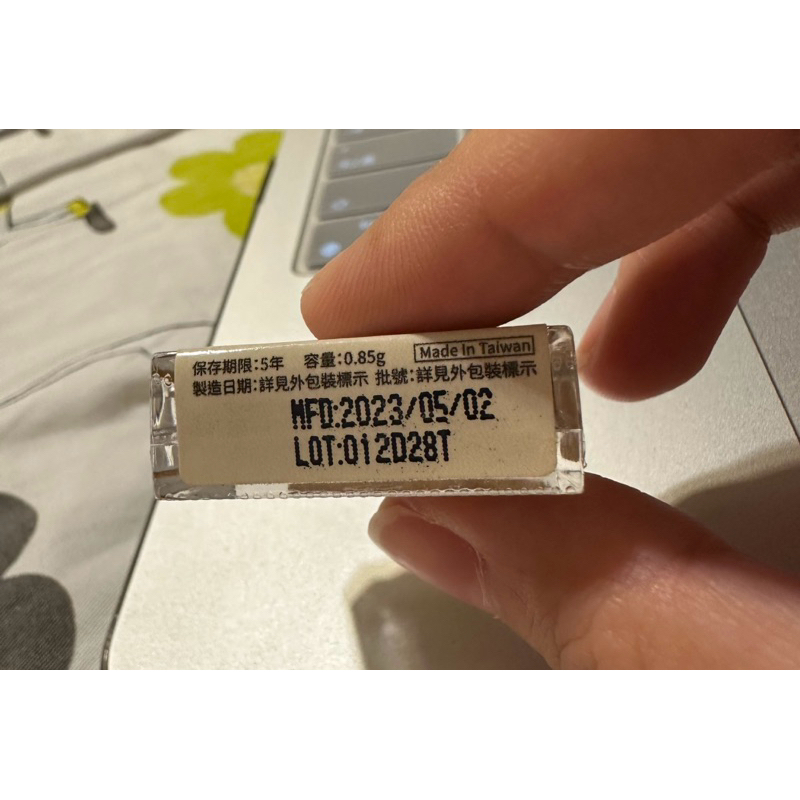 保存期限:5年 容量:0.85g Made In Taiwan
製造日期:詳見外包裝標示 批號:詳見外包裝標示
MFD:2023/05/02
LOT:012D28T